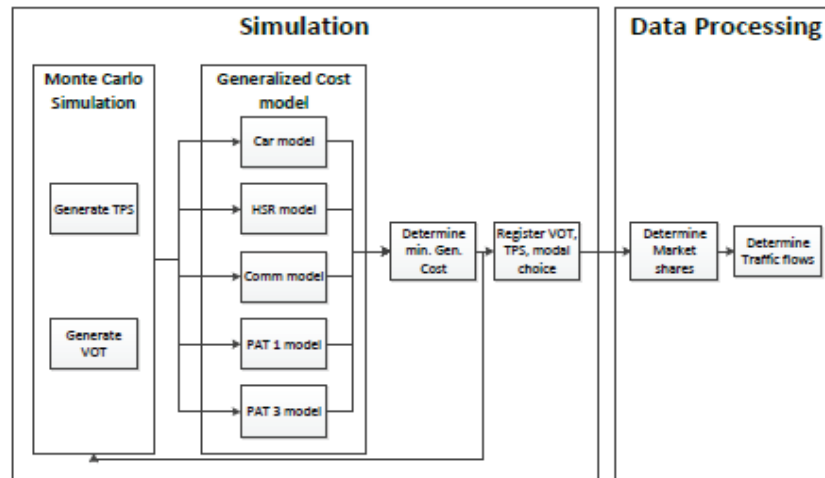 Simulation
Data Processing
Monte Carlo
Simulation
Generalized Cost
model
Car model
Generate TPS
HSR model
Determine
min. Gen.
Cost
Register VOT,
TPS, modal
choice
Determine
Market
shares
Determine
Traffic flows
Comm model
Generate
VOT
PAT 1 model
PAT 3 model